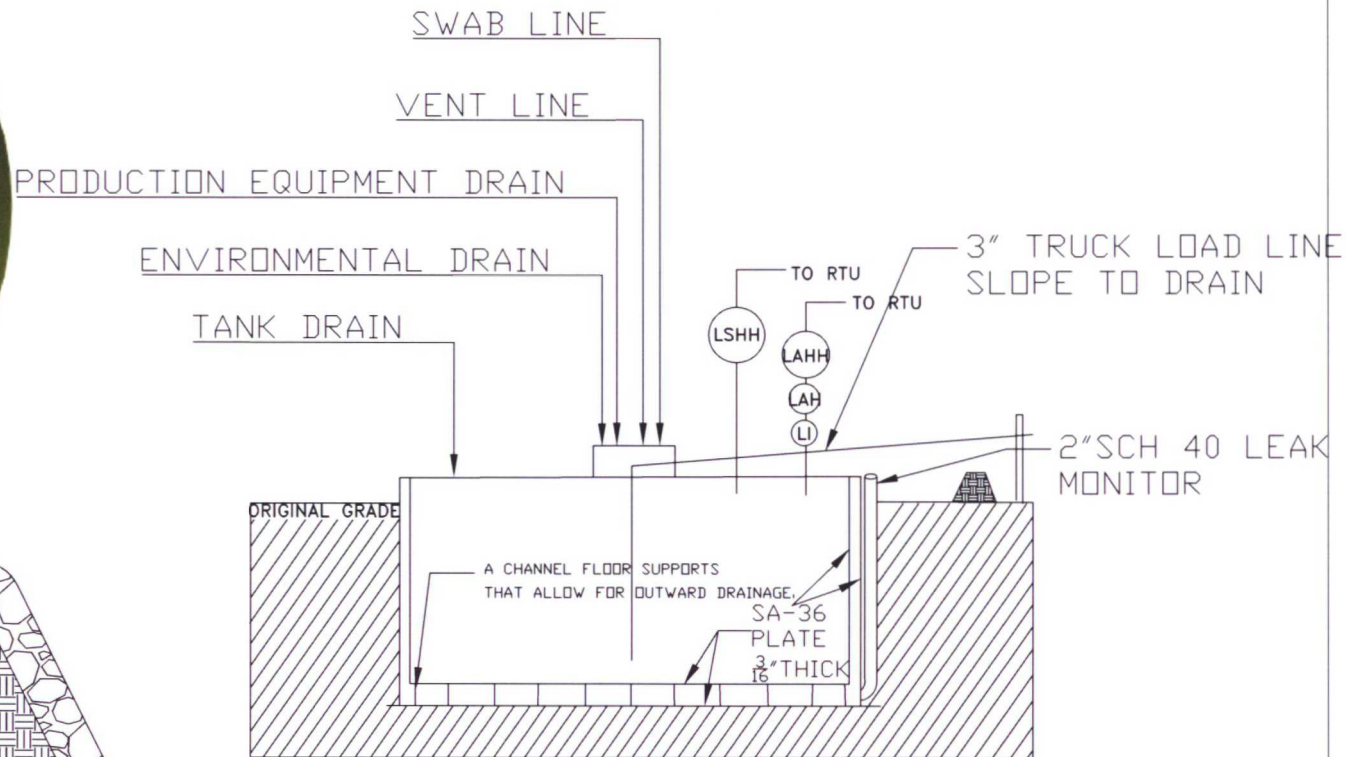 SWAB LINE
VENT LINE
PRODUCTION EQUIPMENT DRAIN
ENVIRONMENTAL DRAIN
TANK DRAIN
TO RTU
TO RTU
3" TRUCK LOAD LINE
SLOPE TO DRAIN
LSHH
LAHH
LAH
LI
2"SCH 40 LEAK
MONITOR
ORIGINAL GRADE
A CHANNEL FLOOR SUPPORTS
THAT ALLOW FOR OUTWARD DRAINAGE.
SA-36
PLATE
3/16"THICK